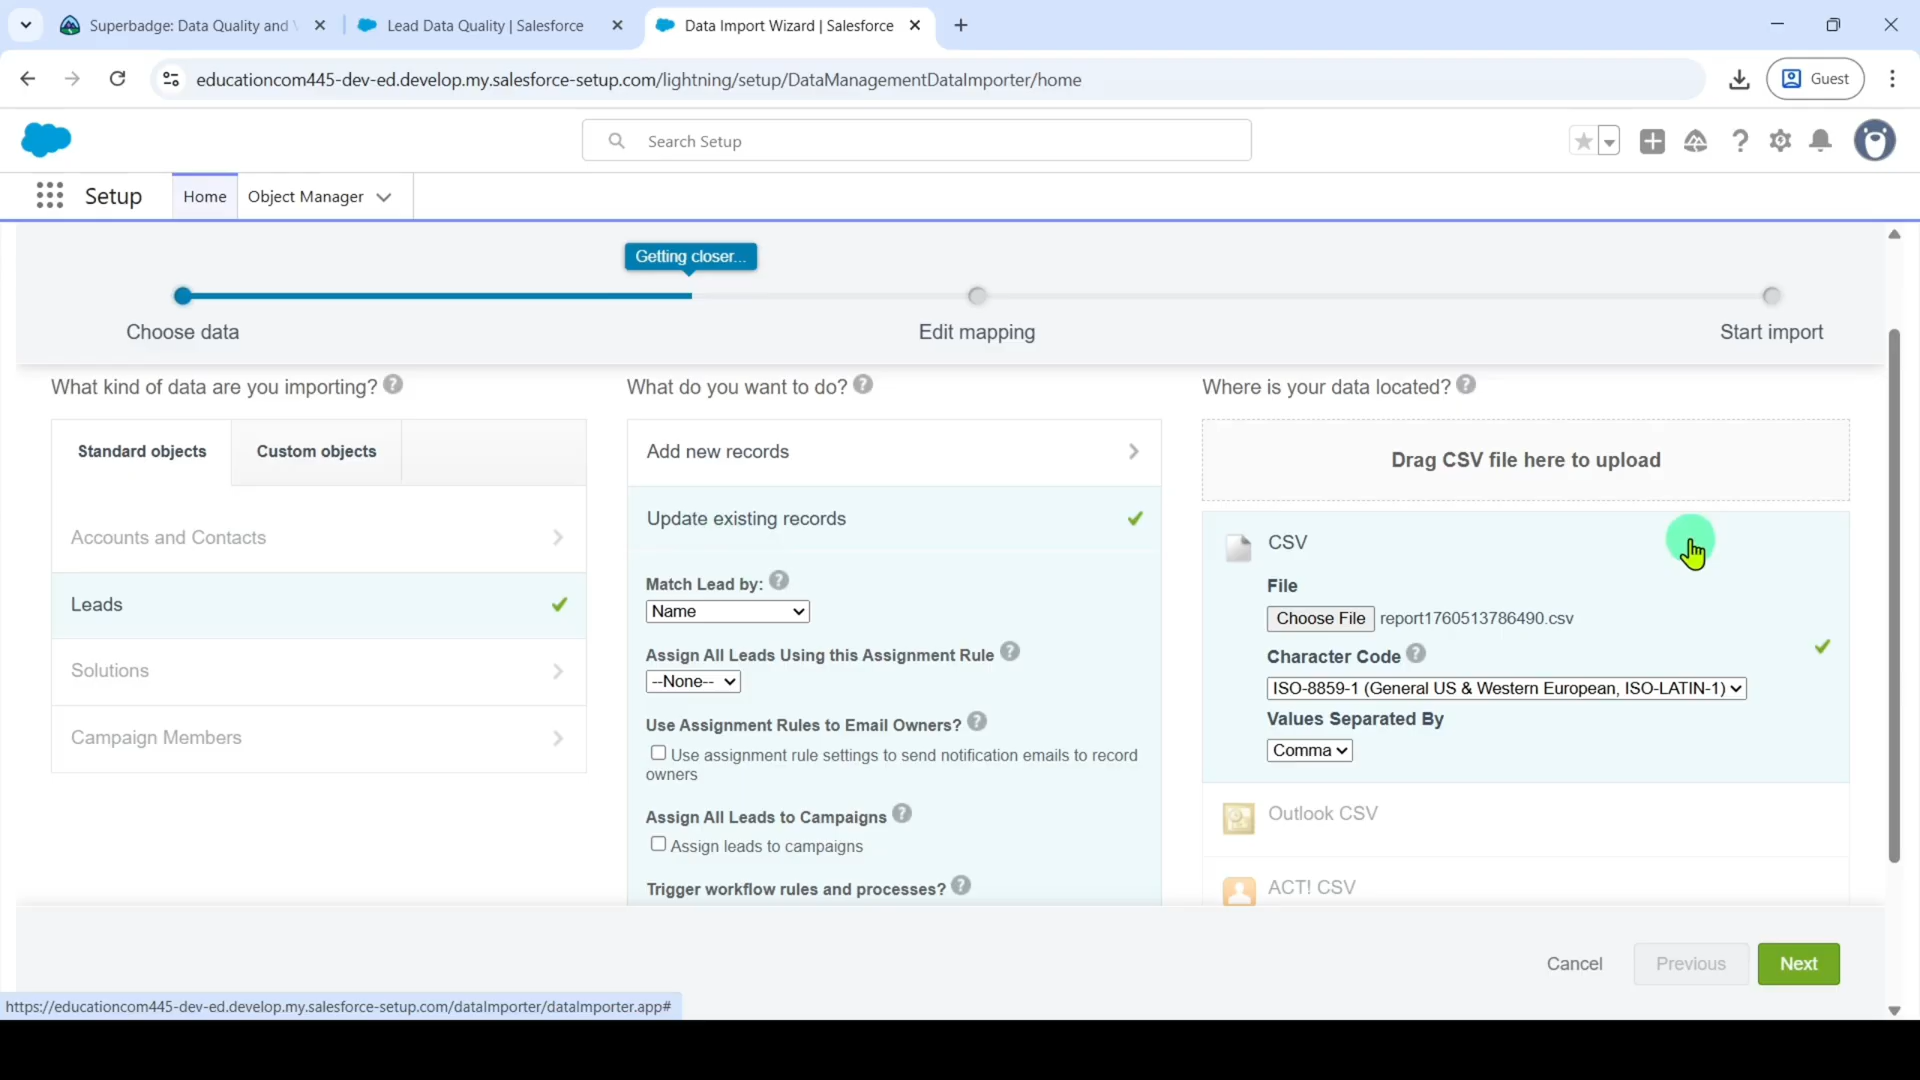 Superbadge: Data Quality and
Lead Data Quality | Salesforce
Data Import Wizard | Salesforce
educationcom445-dev-ed.develop.my.salesforce-setup.com/lightning/setup/DataManagementDataImporter/home
Guest
Search Setup
Setup
Home
Object Manager
Getting closer...
Choose data
Edit mapping
Start import
What kind of data are you importing? ?
What do you want to do? ?
Where is your data located? ?
Standard objects
Custom objects
Accounts and Contacts
Leads
Solutions
Campaign Members
Add new records
Update existing records
Match Lead by: ?
Name
Assign All Leads Using this Assignment Rule ?
--None--
Use Assignment Rules to Email Owners? ?
Use assignment rule settings to send notification emails to record
owners
Assign All Leads to Campaigns ?
Assign leads to campaigns
Trigger workflow rules and processes? ?
Drag CSV file here to upload
CSV
File
Choose File report1760513786490.csv
Character Code ?
ISO-8859-1 (General US & Western European, ISO-LATIN-1)
Values Separated By
Comma
Outlook CSV
ACT! CSV
Cancel
Previous
Next
https://educationcom445-dev-ed.develop.my.salesforce-setup.com/dataImporter/dataImporter.app#